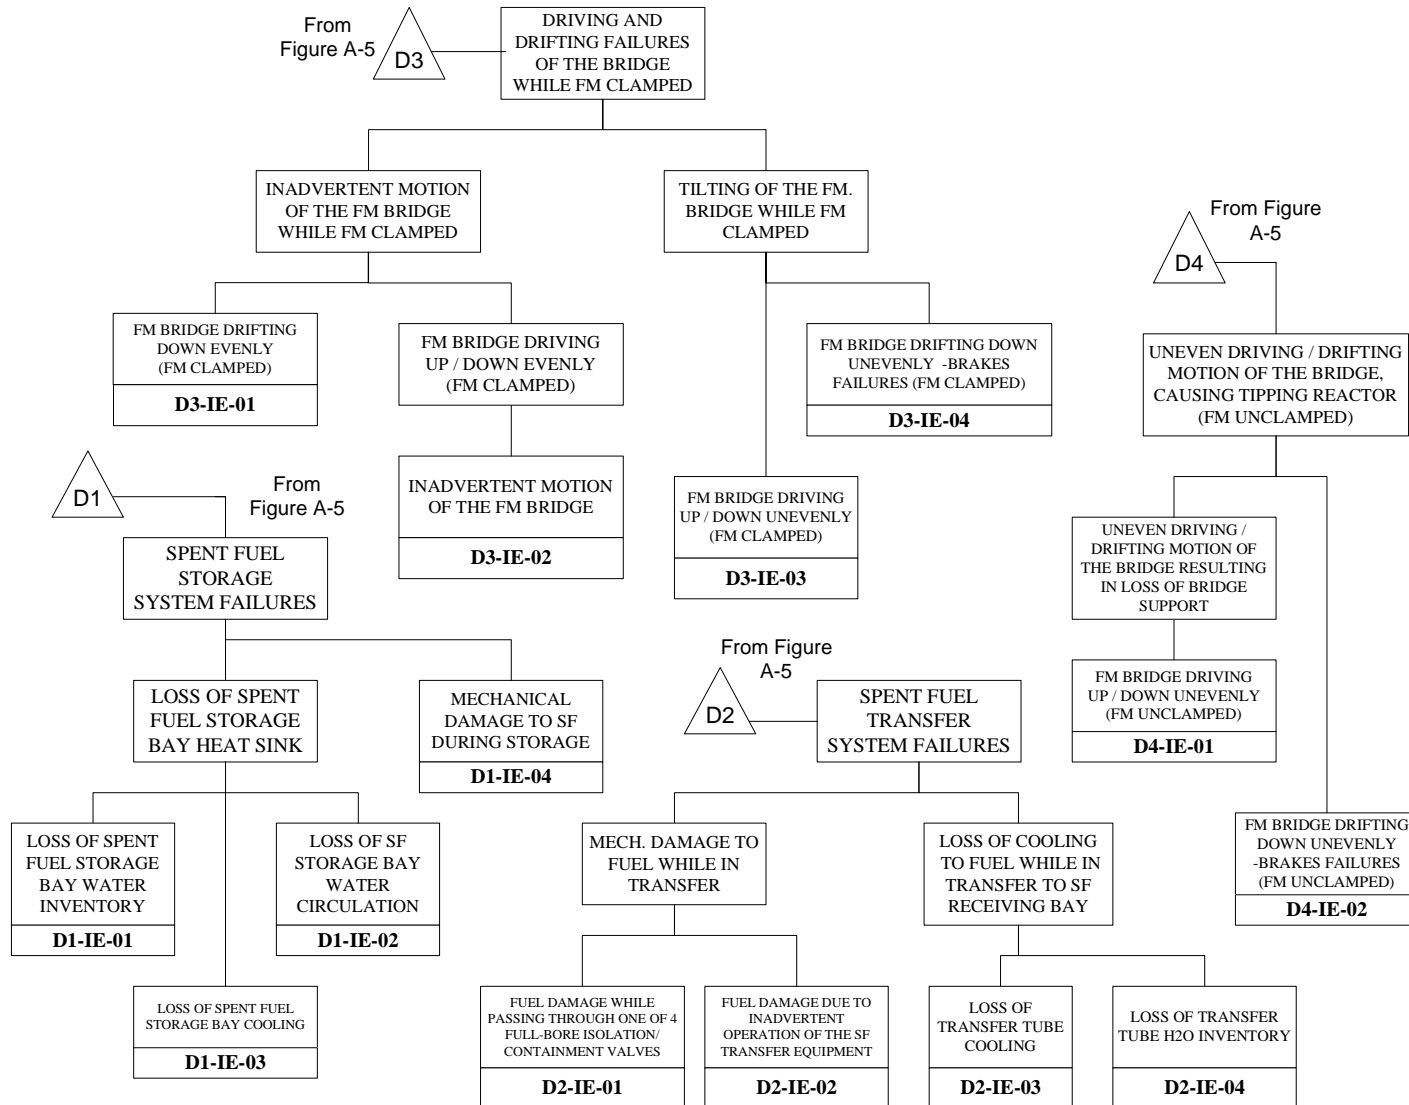 From
Figure A-5
D3
DRIVING AND
DRIFTING FAILURES
OF THE BRIDGE
WHILE FM CLAMPED
INADVERTENT MOTION
OF THE FM BRIDGE
WHILE FM CLAMPED
TILTING OF THE FM.
BRIDGE WHILE FM
CLAMPED
From Figure
A-5
D4
FM BRIDGE DRIFTING
DOWN EVENLY
(FM CLAMPED)
D3-IE-01
FM BRIDGE DRIVING
UP / DOWN EVENLY
(FM CLAMPED)
FM BRIDGE DRIFTING DOWN
UNEVENLY -BRAKES
FAILURES (FM CLAMPED)
D3-IE-04
UNEVEN DRIVING / DRIFTING
MOTION OF THE BRIDGE,
CAUSING TIPPING REACTOR
(FM UNCLAMPED)
D1
From
Figure A-5
INADVERTENT MOTION
OF THE FM BRIDGE
D3-IE-02
FM BRIDGE DRIVING
UP / DOWN UNEVENLY
(FM CLAMPED)
D3-IE-03
UNEVEN DRIVING /
DRIFTING MOTION OF
THE BRIDGE RESULTING
IN LOSS OF BRIDGE
SUPPORT
SPENT FUEL
STORAGE
SYSTEM FAILURES
LOSS OF SPENT
FUEL STORAGE
BAY HEAT SINK
MECHANICAL
DAMAGE TO SF
DURING STORAGE
D1-IE-04
From Figure
A-5
D2
SPENT FUEL
TRANSFER
SYSTEM FAILURES
FM BRIDGE DRIVING
UP / DOWN UNEVENLY
(FM UNCLAMPED)
D4-IE-01
LOSS OF SPENT
FUEL STORAGE
BAY WATER
INVENTORY
D1-IE-01
LOSS OF SF
STORAGE BAY
WATER
CIRCULATION
D1-IE-02
MECH. DAMAGE TO
FUEL WHILE IN
TRANSFER
LOSS OF COOLING
TO FUEL WHILE IN
TRANSFER TO SF
RECEIVING BAY
FM BRIDGE DRIFTING
DOWN UNEVENLY
-BRAKES FAILURES
(FM UNCLAMPED)
D4-IE-02
LOSS OF SPENT FUEL
STORAGE BAY COOLING
D1-IE-03
FUEL DAMAGE WHILE
PASSING THROUGH ONE OF 4
FULL-BORE ISOLATION/
CONTAINMENT VALVES
D2-IE-01
FUEL DAMAGE DUE TO
INADVERTENT
OPERATION OF THE SF
TRANSFER EQUIPMENT
D2-IE-02
LOSS OF
TRANSFER TUBE
COOLING
D2-IE-03
LOSS OF TRANSFER
TUBE H2O INVENTORY
D2-IE-04